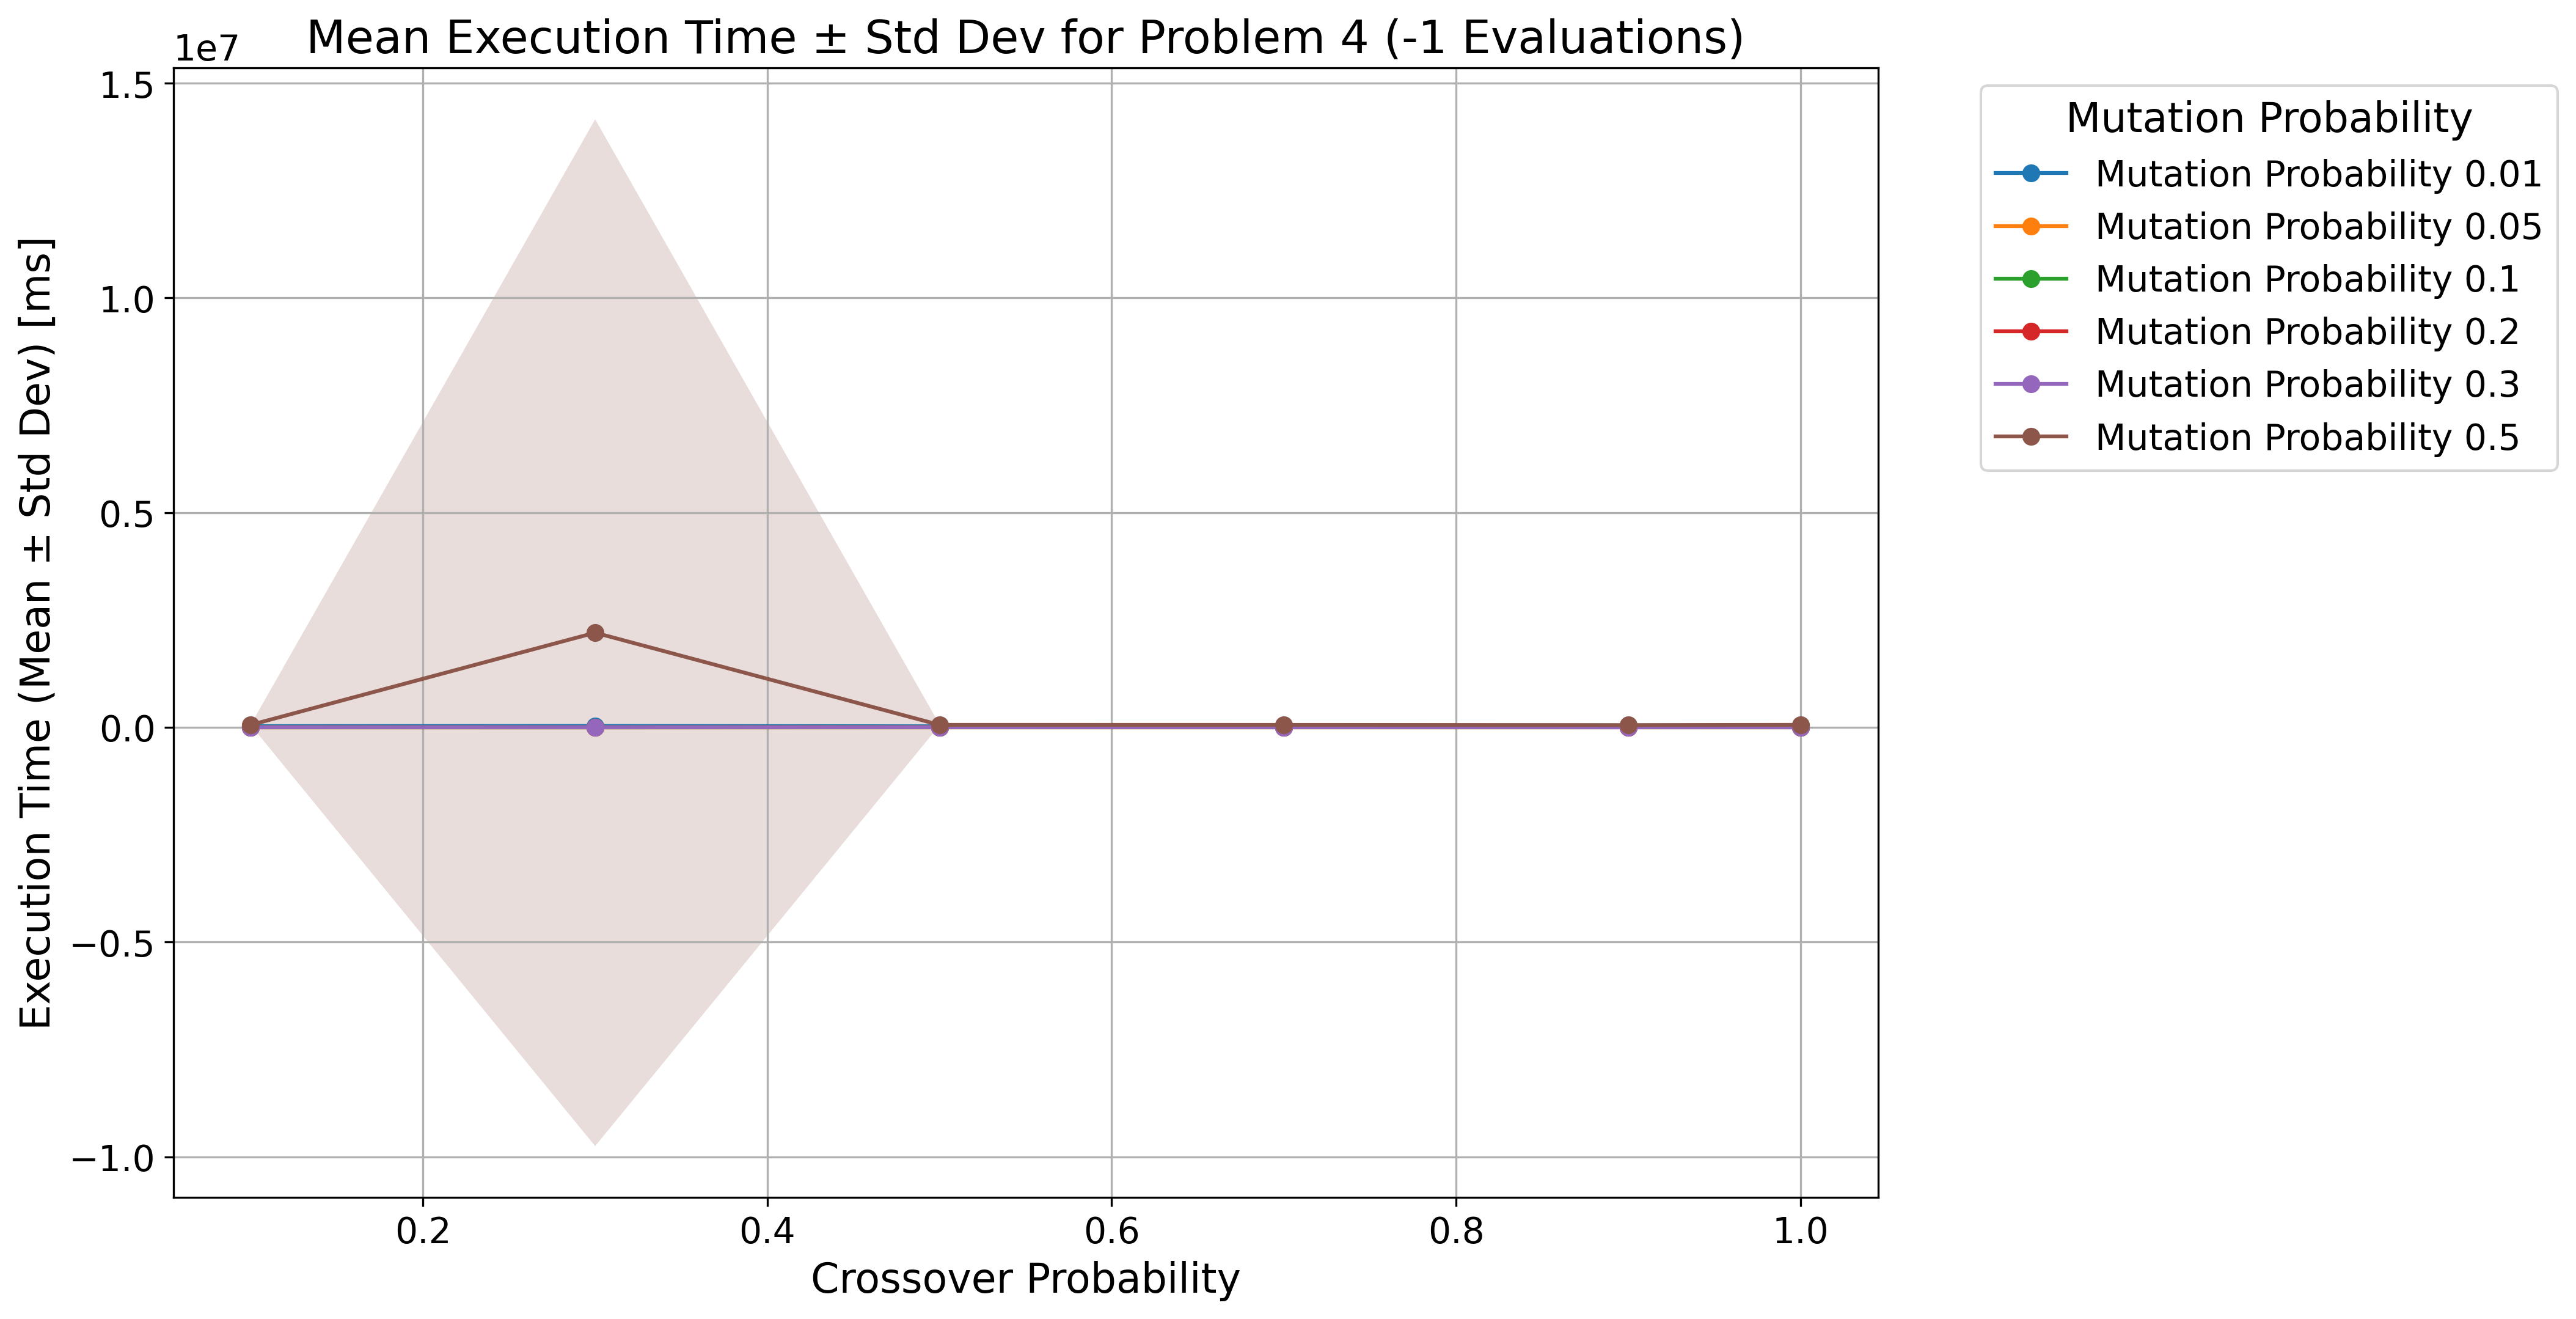 Mean Execution Time ± Std Dev for Problem 4 (-1 Evaluations)
1e7
1.5
1.0
0.5
0.0
−0.5
−1.0
Execution Time (Mean ± Std Dev) [ms]
0.2 0.4 0.6 0.8 1.0
Crossover Probability
Mutation Probability
Mutation Probability 0.01
Mutation Probability 0.05
Mutation Probability 0.1
Mutation Probability 0.2
Mutation Probability 0.3
Mutation Probability 0.5